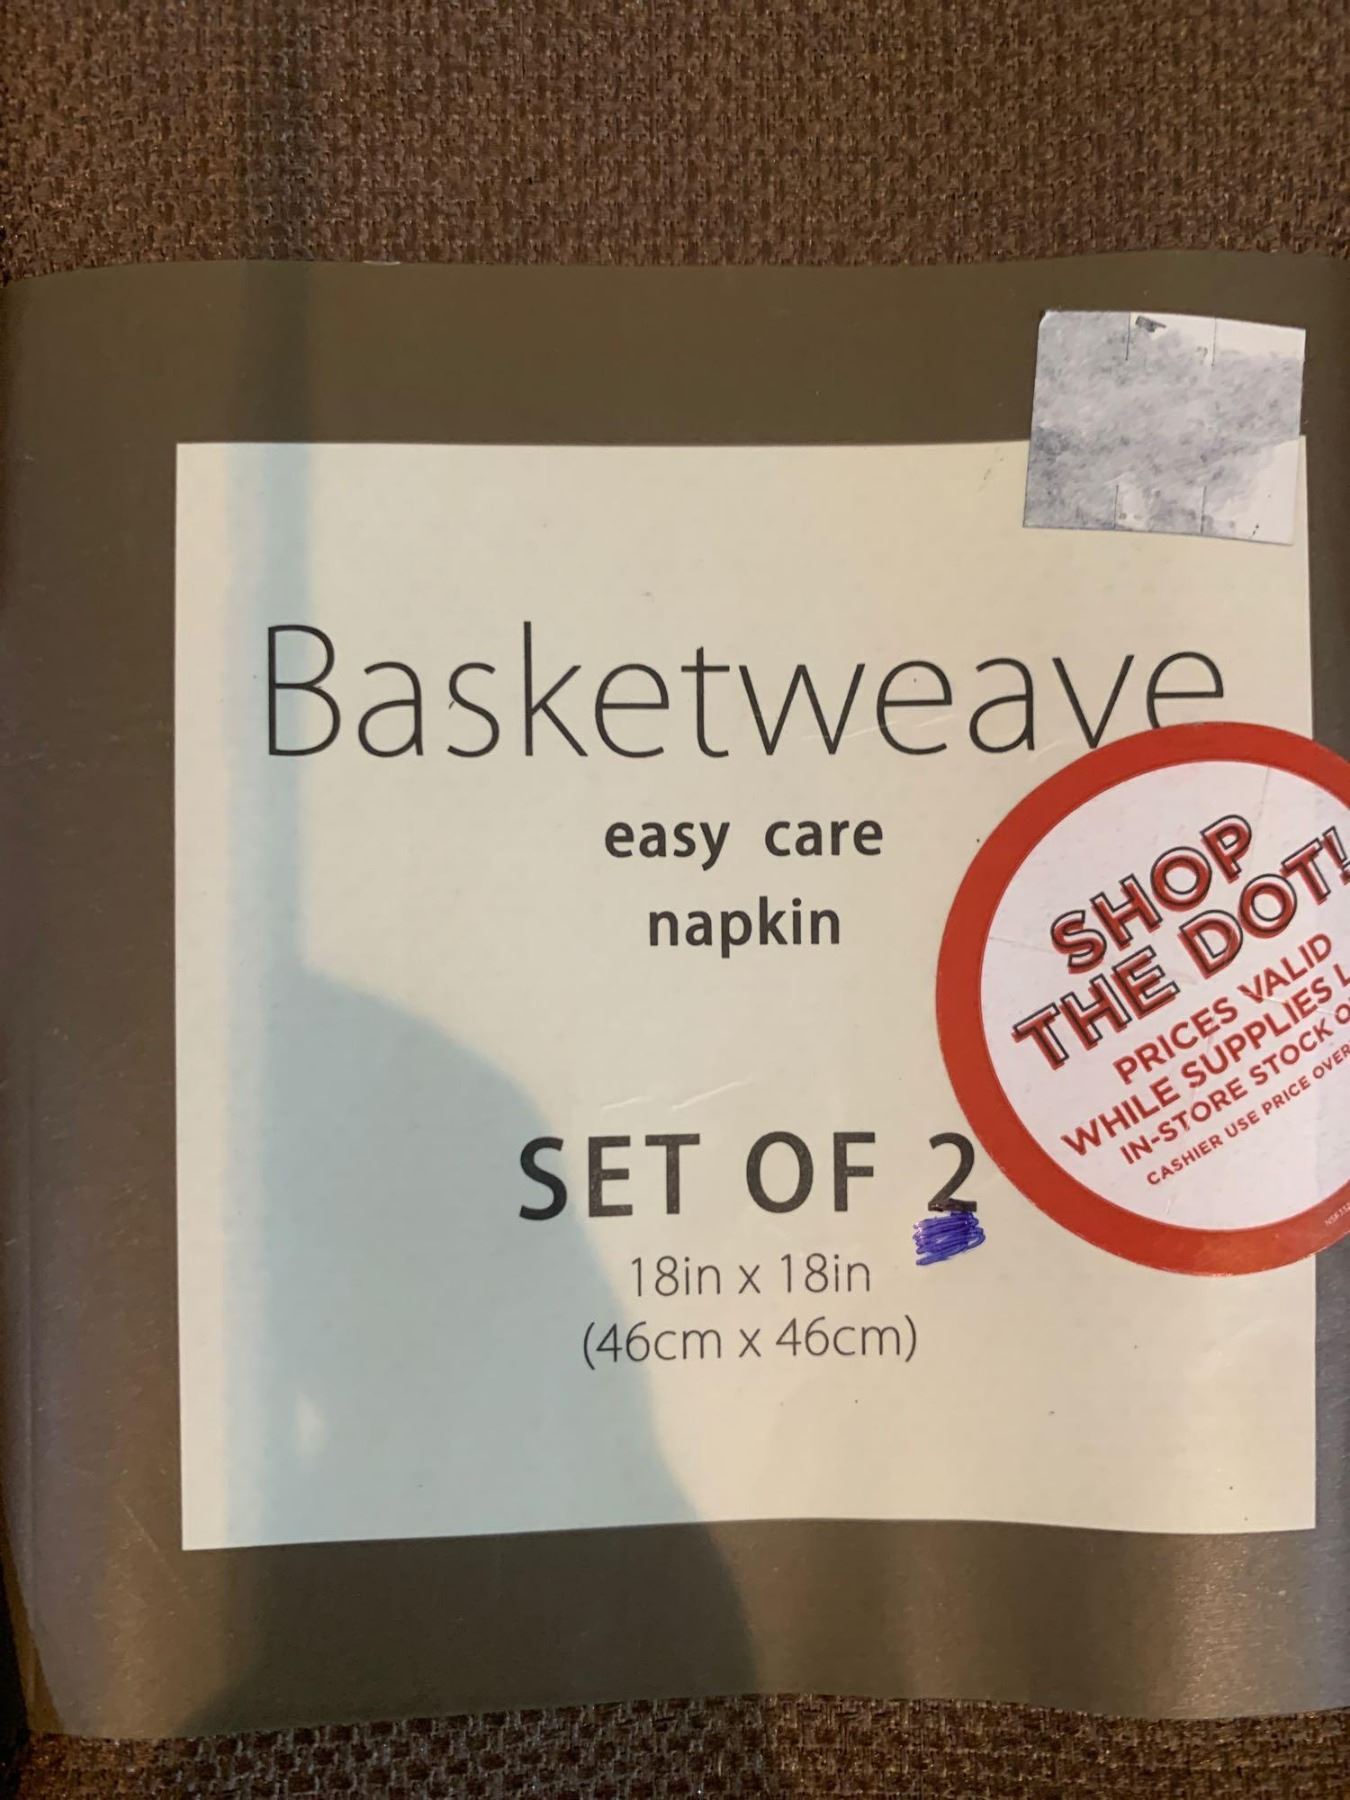 Basketweave
easy care
napkin
SET OF 2
18in x 18in
(46cm x 46cm)
SHOP
THE DOT!
PRICES VALID
WHILE SUPPLIES L
IN-STORE STOCK O
CASHIER USE PRICE OVER